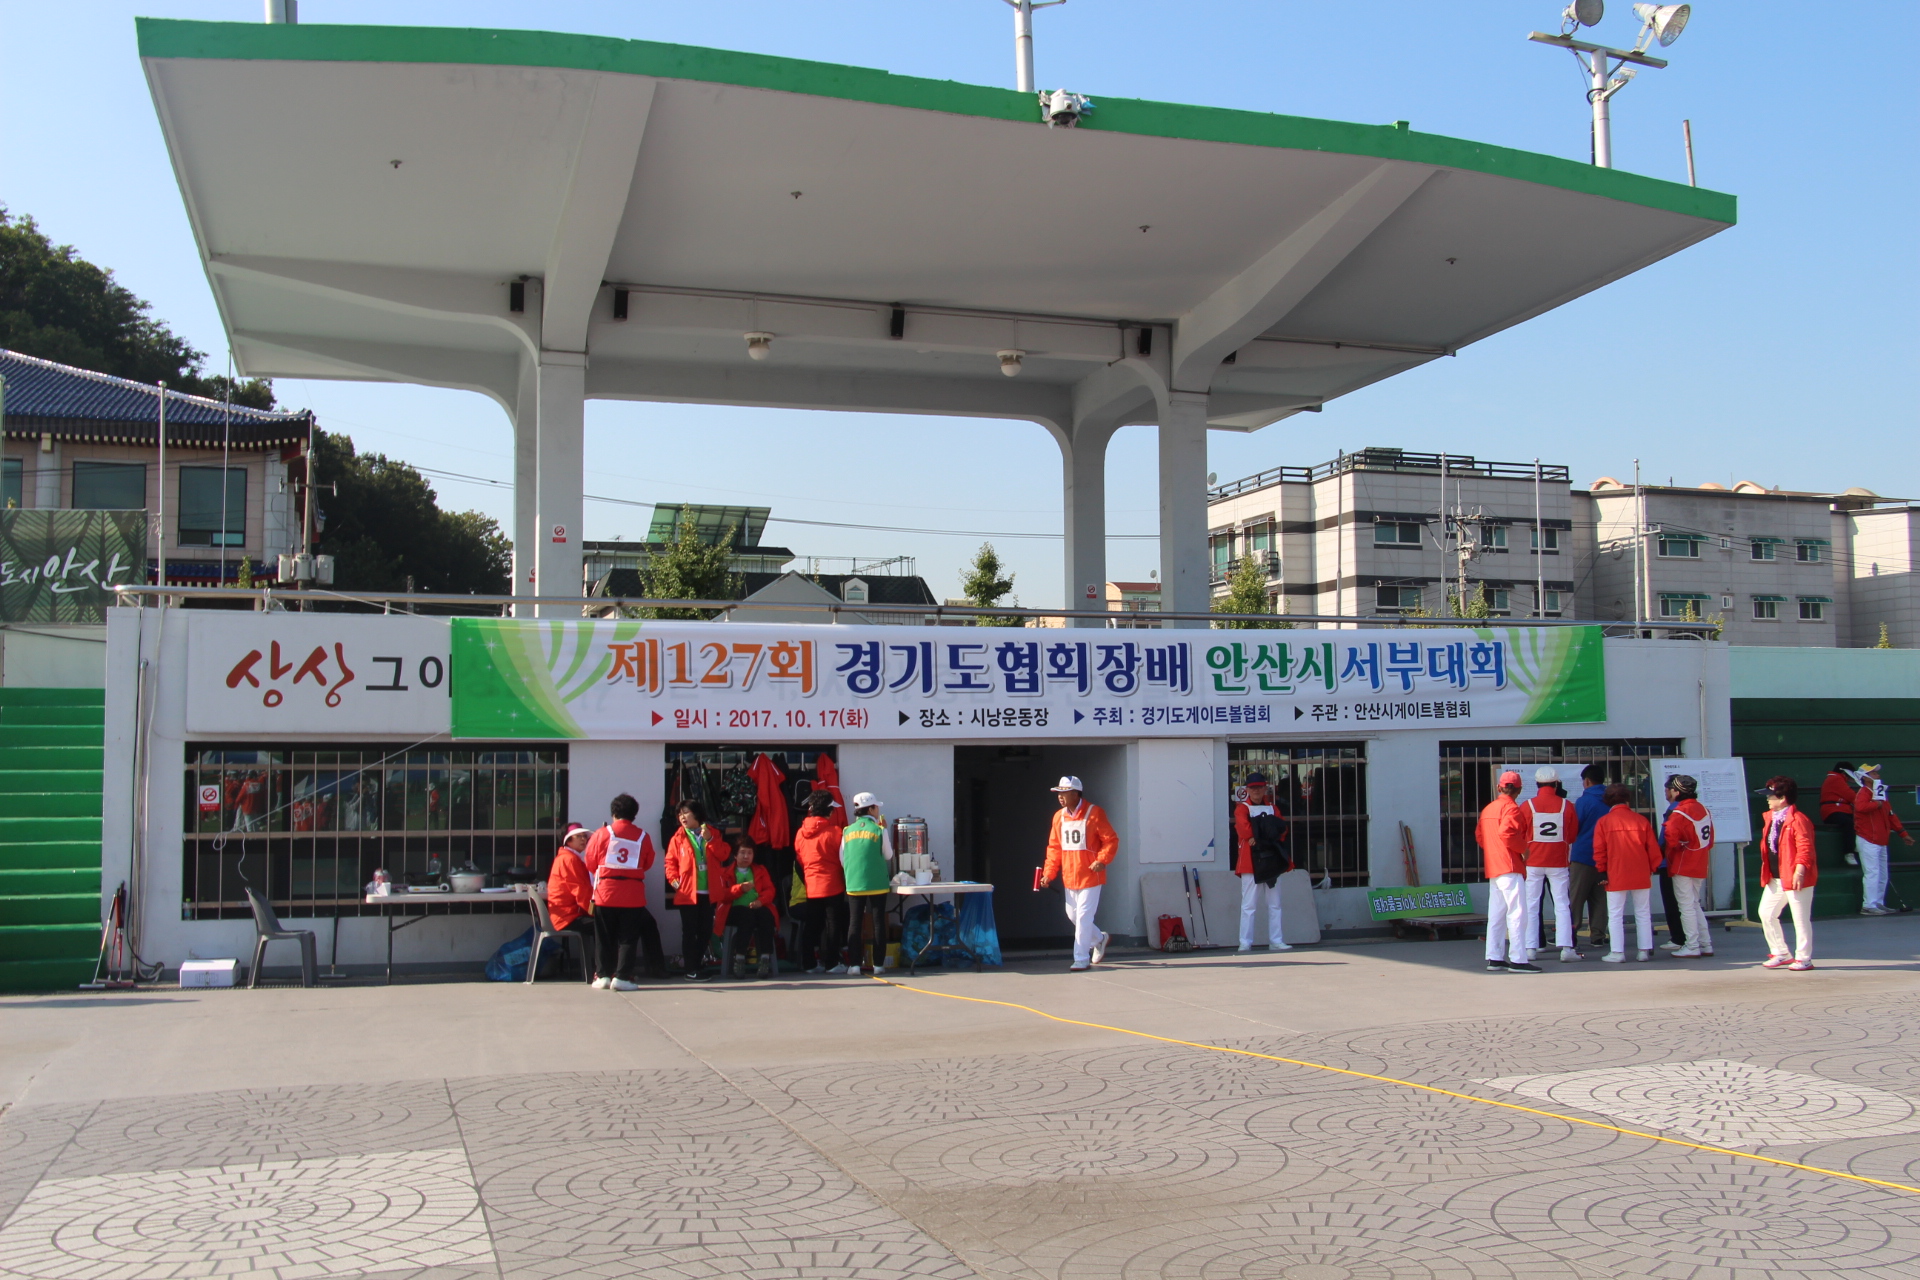 도시안산
상상 그 이
제127회 경기도협회장배 안산시서부대회
▶ 일시 : 2017. 10. 17(화) ▶ 장소 : 시낭운동장 ▶ 주최 : 경기도게이트볼협회 ▶ 주관 : 안산시게이트볼협회
3
10
2
8
2